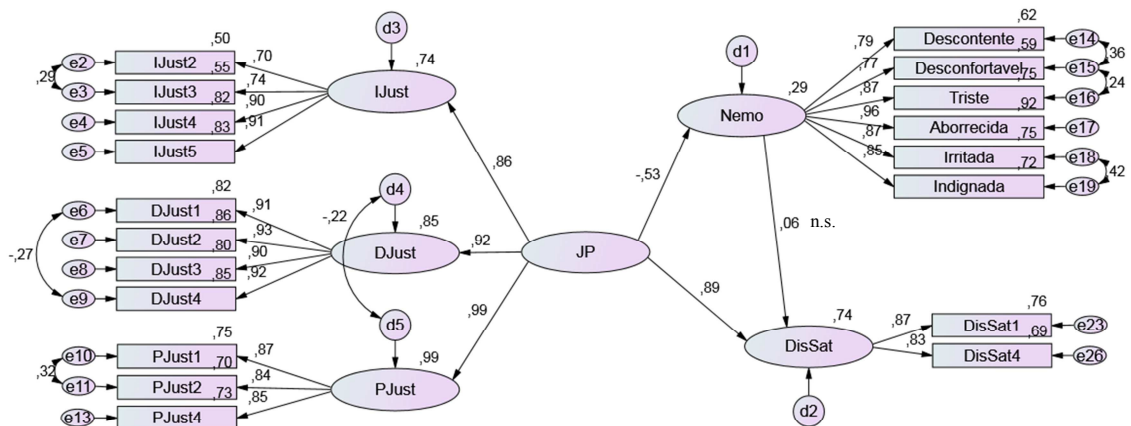 d3
,50
e2
IJust2
,70
,74
,55
,29
e3
IJust3
,74
IJust
,82
,90
e4
IJust4
,83
,91
e5
IJust5
,86
,82
d4
e6
DJust1
,91
,86
-,22
,85
e7
DJust2
,93
,80
-,27
e8
DJust3
,90
DJust
,92
JP
,85
,92
e9
DJust4
,99
d5
,75
e10
PJust1
,87
,99
,70
,32
e11
PJust2
,84
PJust
,73
,85
e13
PJust4
,62
d1
,79
Descontente
e14
,59
,36
,77
Desconfortavel
e15
,75
,29
,87
,24
Triste
e16
Nemo
,92
,96
Aborrecida
e17
,87
,75
Irritada
e18
,85
,72
,42
Indignada
e19
-,53
,06 n.s.
,89
,76
,74
,87
DisSat1
e23
,69
DisSat
,83
DisSat4
e26
d2